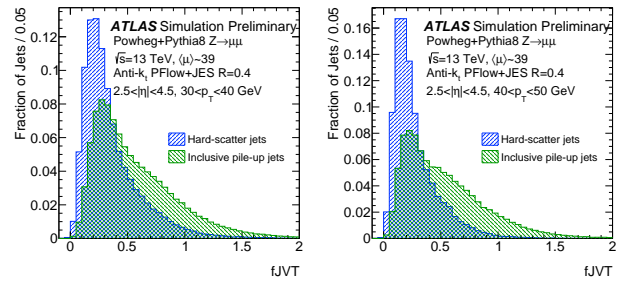 Fraction of Jets / 0.05
ATLAS Simulation Preliminary
Powheg+Pythia8 Z→μμ
√s=13 TeV, ⟨μ⟩~39
Anti-kt PFlow+JES R=0.4
2.5<|η|<4.5, 30<pT<40 GeV
Hard-scatter jets
Inclusive pile-up jets
0.12
0.1
0.08
0.06
0.04
0.02
0
0 0.5 1 1.5 2
fJVT
Fraction of Jets / 0.05
ATLAS Simulation Preliminary
Powheg+Pythia8 Z→μμ
√s=13 TeV, ⟨μ⟩~39
Anti-kt PFlow+JES R=0.4
2.5<|η|<4.5, 40<pT<50 GeV
Hard-scatter jets
Inclusive pile-up jets
0.16
0.14
0.12
0.1
0.08
0.06
0.04
0.02
0
0 0.5 1 1.5 2
fJVT